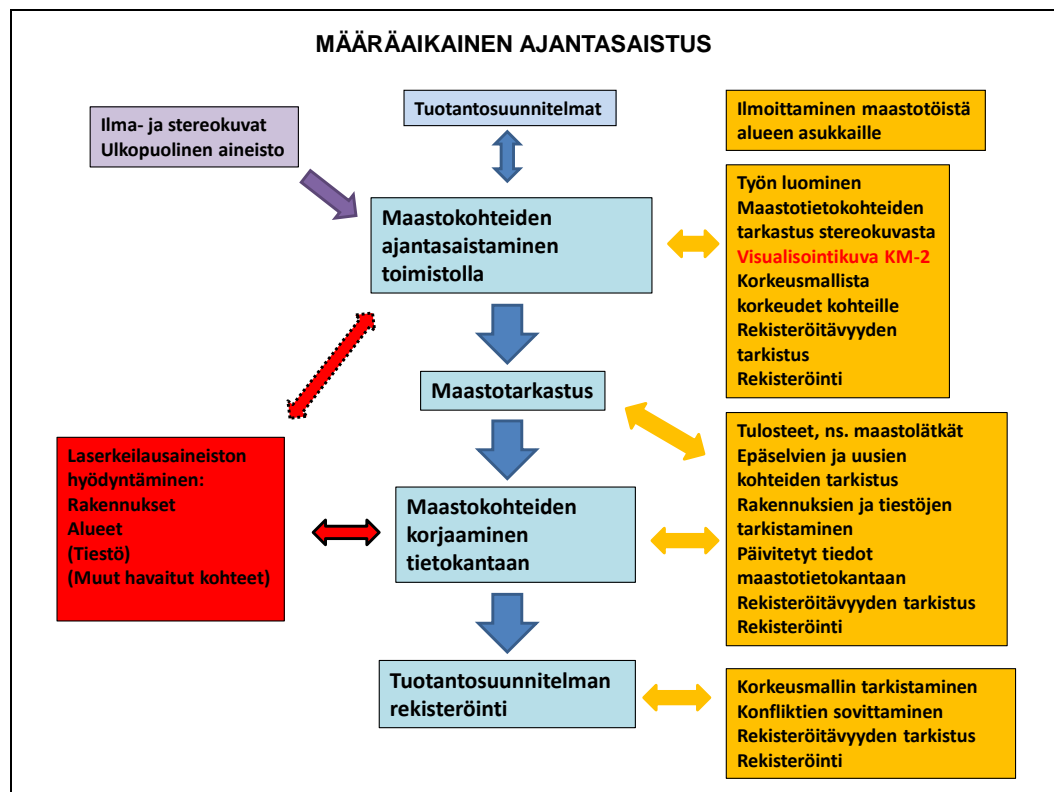 MÄÄRÄAIKAINEN AJANTASAISTUS
Ilma- ja stereokuvat
Ulkopuolinen aineisto
Tuotantosuunnitelmat
Ilmoittaminen maastotöistä
alueen asukkaille
Maastokohteiden
ajantasaistaminen
toimistolla
Työn luominen
Maastotietokohteiden
tarkastus stereokuvasta
Visualisointikuva KM-2
Korkeusmallista
korkeudet kohteille
Rekisteröitävyyden
tarkistus
Rekisteröinti
Maastotarkastus
Laserkeilausaineiston
hyödyntäminen:
Rakennukset
Alueet
(Tiestö)
(Muut havaitut kohteet)
Maastokohteiden
korjaaminen
tietokantaan
Tulosteet, ns. maastolätkät
Epäselvien ja uusien
kohteiden tarkistus
Rakennuksien ja tiestöjen
tarkistaminen
Päivitetyt tiedot
maastotietokantaan
Rekisteröitävyyden tarkistus
Rekisteröinti
Tuotantosuunnitelman
rekisteröinti
Korkeusmallin tarkistaminen
Konfliktien sovittaminen
Rekisteröitävyyden tarkistus
Rekisteröinti